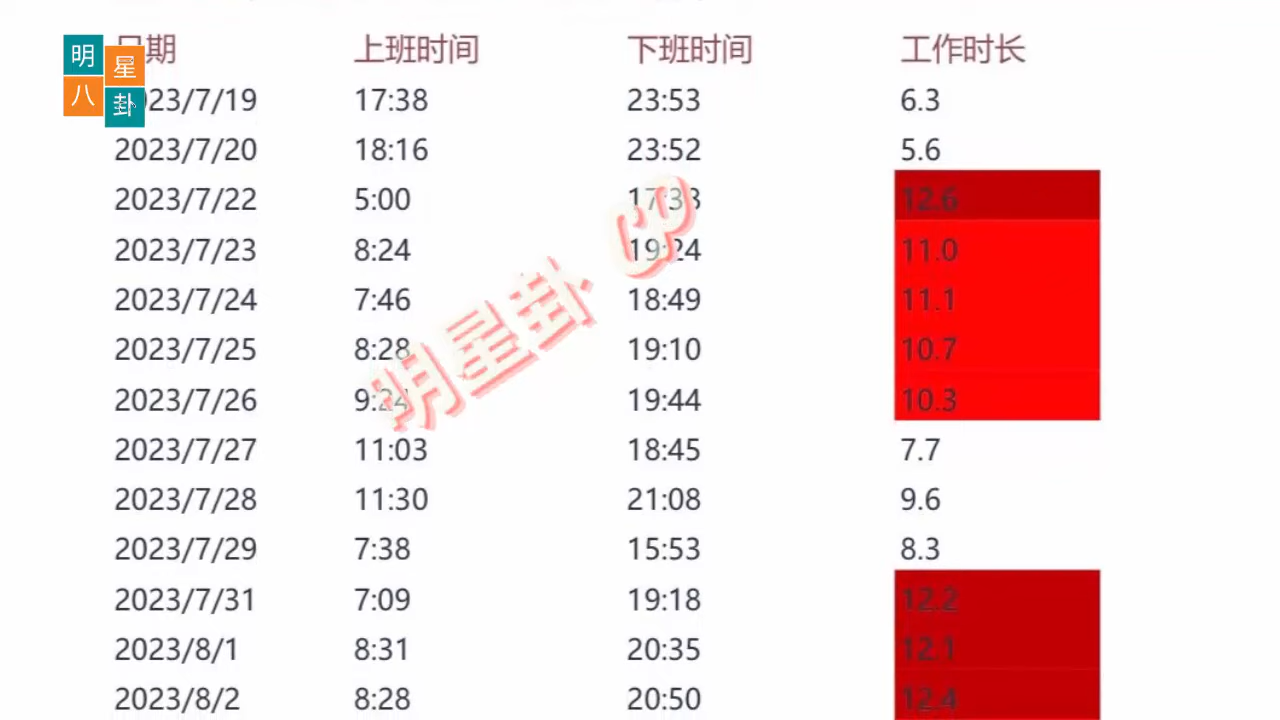 明星八卦
日期 上班时间 下班时间 工作时长
2023/7/19 17:38 23:53 6.3
2023/7/20 18:16 23:52 5.6
2023/7/22 5:00 17:38 12.6
2023/7/23 8:24 19:24 11.0
2023/7/24 7:46 18:49 11.1
2023/7/25 8:28 19:10 10.7
2023/7/26 9:24 19:44 10.3
2023/7/27 11:03 18:45 7.7
2023/7/28 11:30 21:08 9.6
2023/7/29 7:38 15:53 8.3
2023/7/31 7:09 19:18 12.2
2023/8/1 8:31 20:35 12.1
2023/8/2 8:28 20:50 12.4
明星卦